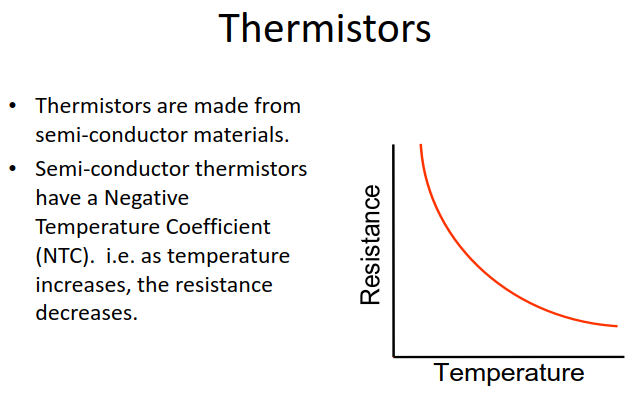 Thermistors
• Thermistors are made from
semi-conductor materials.
• Semi-conductor thermistors
have a Negative
Temperature Coefficient
(NTC).  i.e. as temperature
increases, the resistance
decreases.
Resistance
Temperature